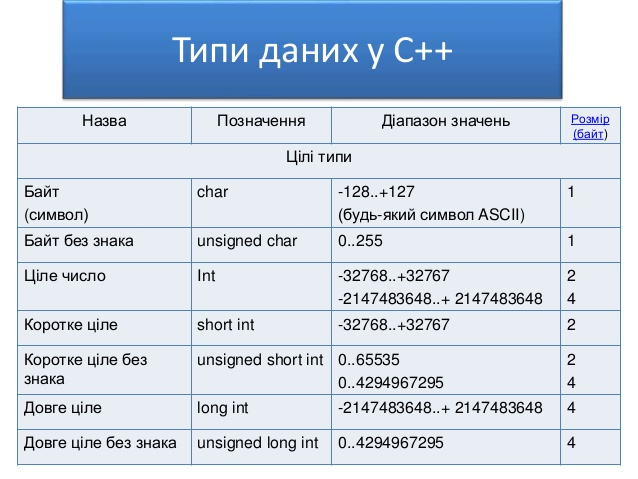 Типи даних у C++
Назва Позначення Діапазон значень Розмір (байт)
Цілі типи
Байт (символ) char -128..+127 (будь-який символ ASCII) 1
Байт без знака unsigned char 0..255 1
Ціле число Int -32768..+32767 -2147483648..+ 2147483648 2 4
Коротке ціле short int -32768..+32767 2
Коротке ціле без знака unsigned short int 0..65535 0..4294967295 2 4
Довге ціле long int -2147483648..+ 2147483648 4
Довге ціле без знака unsigned long int 0..4294967295 4